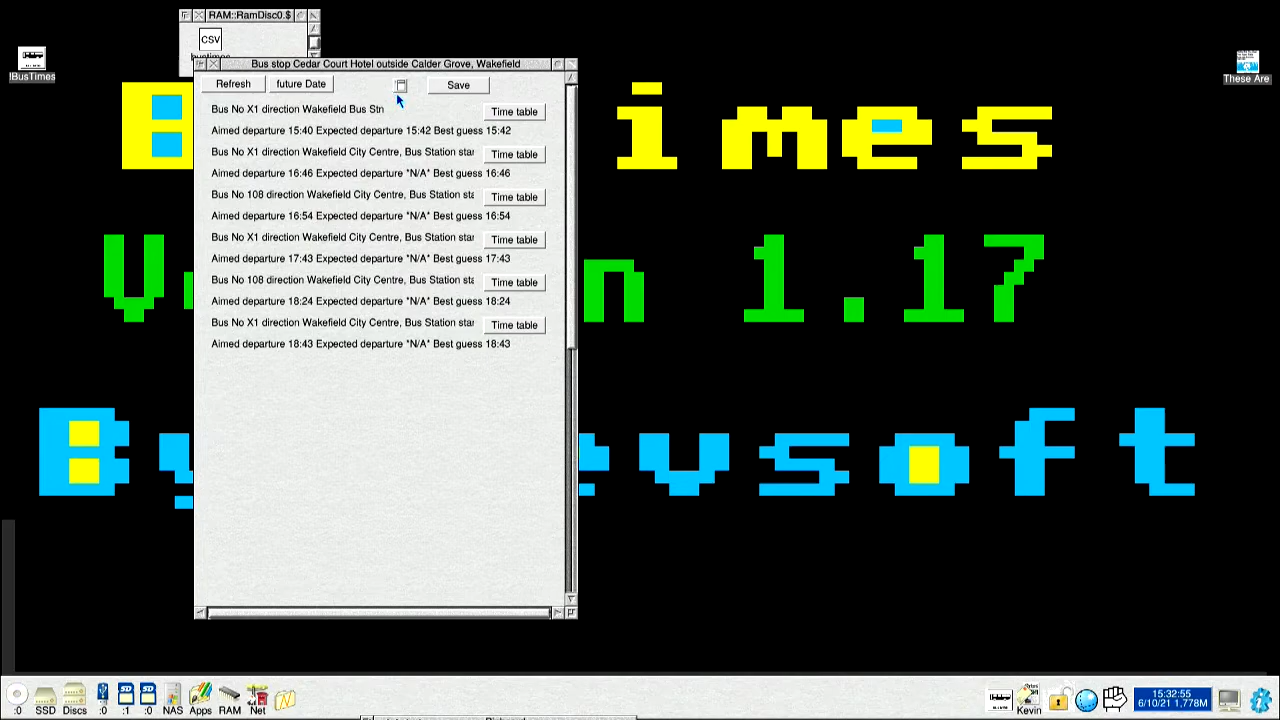 RAM::RamDisc0.$
CSV
!BusTimes
These Are
Bus stop Cedar Court Hotel outside Calder Grove, Wakefield
Refresh future Date Save
Bus No X1 direction Wakefield Bus Stn Time table
Aimed departure 15:40 Expected departure 15:42 Best guess 15:42
Bus No X1 direction Wakefield City Centre, Bus Station star Time table
Aimed departure 16:46 Expected departure *N/A* Best guess 16:46
Bus No 108 direction Wakefield City Centre, Bus Station sta Time table
Aimed departure 16:54 Expected departure *N/A* Best guess 16:54
Bus No X1 direction Wakefield City Centre, Bus Station star Time table
Aimed departure 17:43 Expected departure *N/A* Best guess 17:43
Bus No 108 direction Wakefield City Centre, Bus Station sta Time table
Aimed departure 18:24 Expected departure *N/A* Best guess 18:24
Bus No X1 direction Wakefield City Centre, Bus Station star Time table
Aimed departure 18:43 Expected departure *N/A* Best guess 18:43
B imes
V n 1.17
By evsoft
:0 SSD Discs :0 :1 :0 NAS Apps RAM Net
Kevin
15:32:55
6/10/21 1,778M